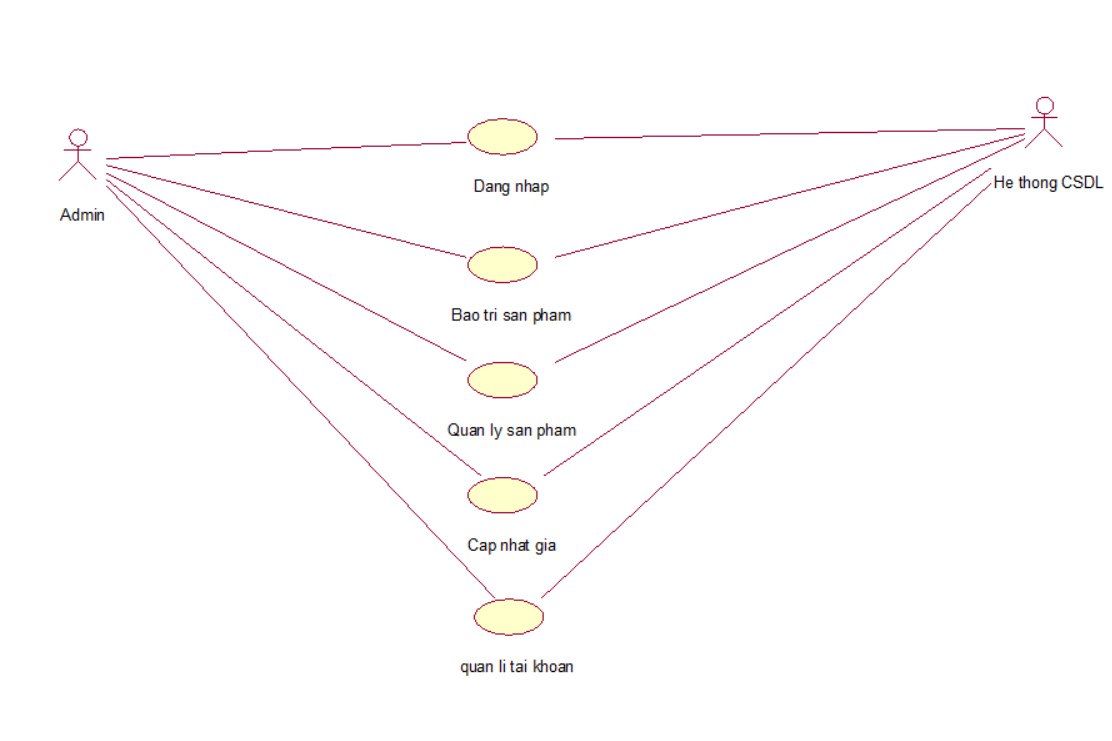 Admin
He thong CSDL
Dang nhap
Bao tri san pham
Quan ly san pham
Cap nhat gia
quan li tai khoan